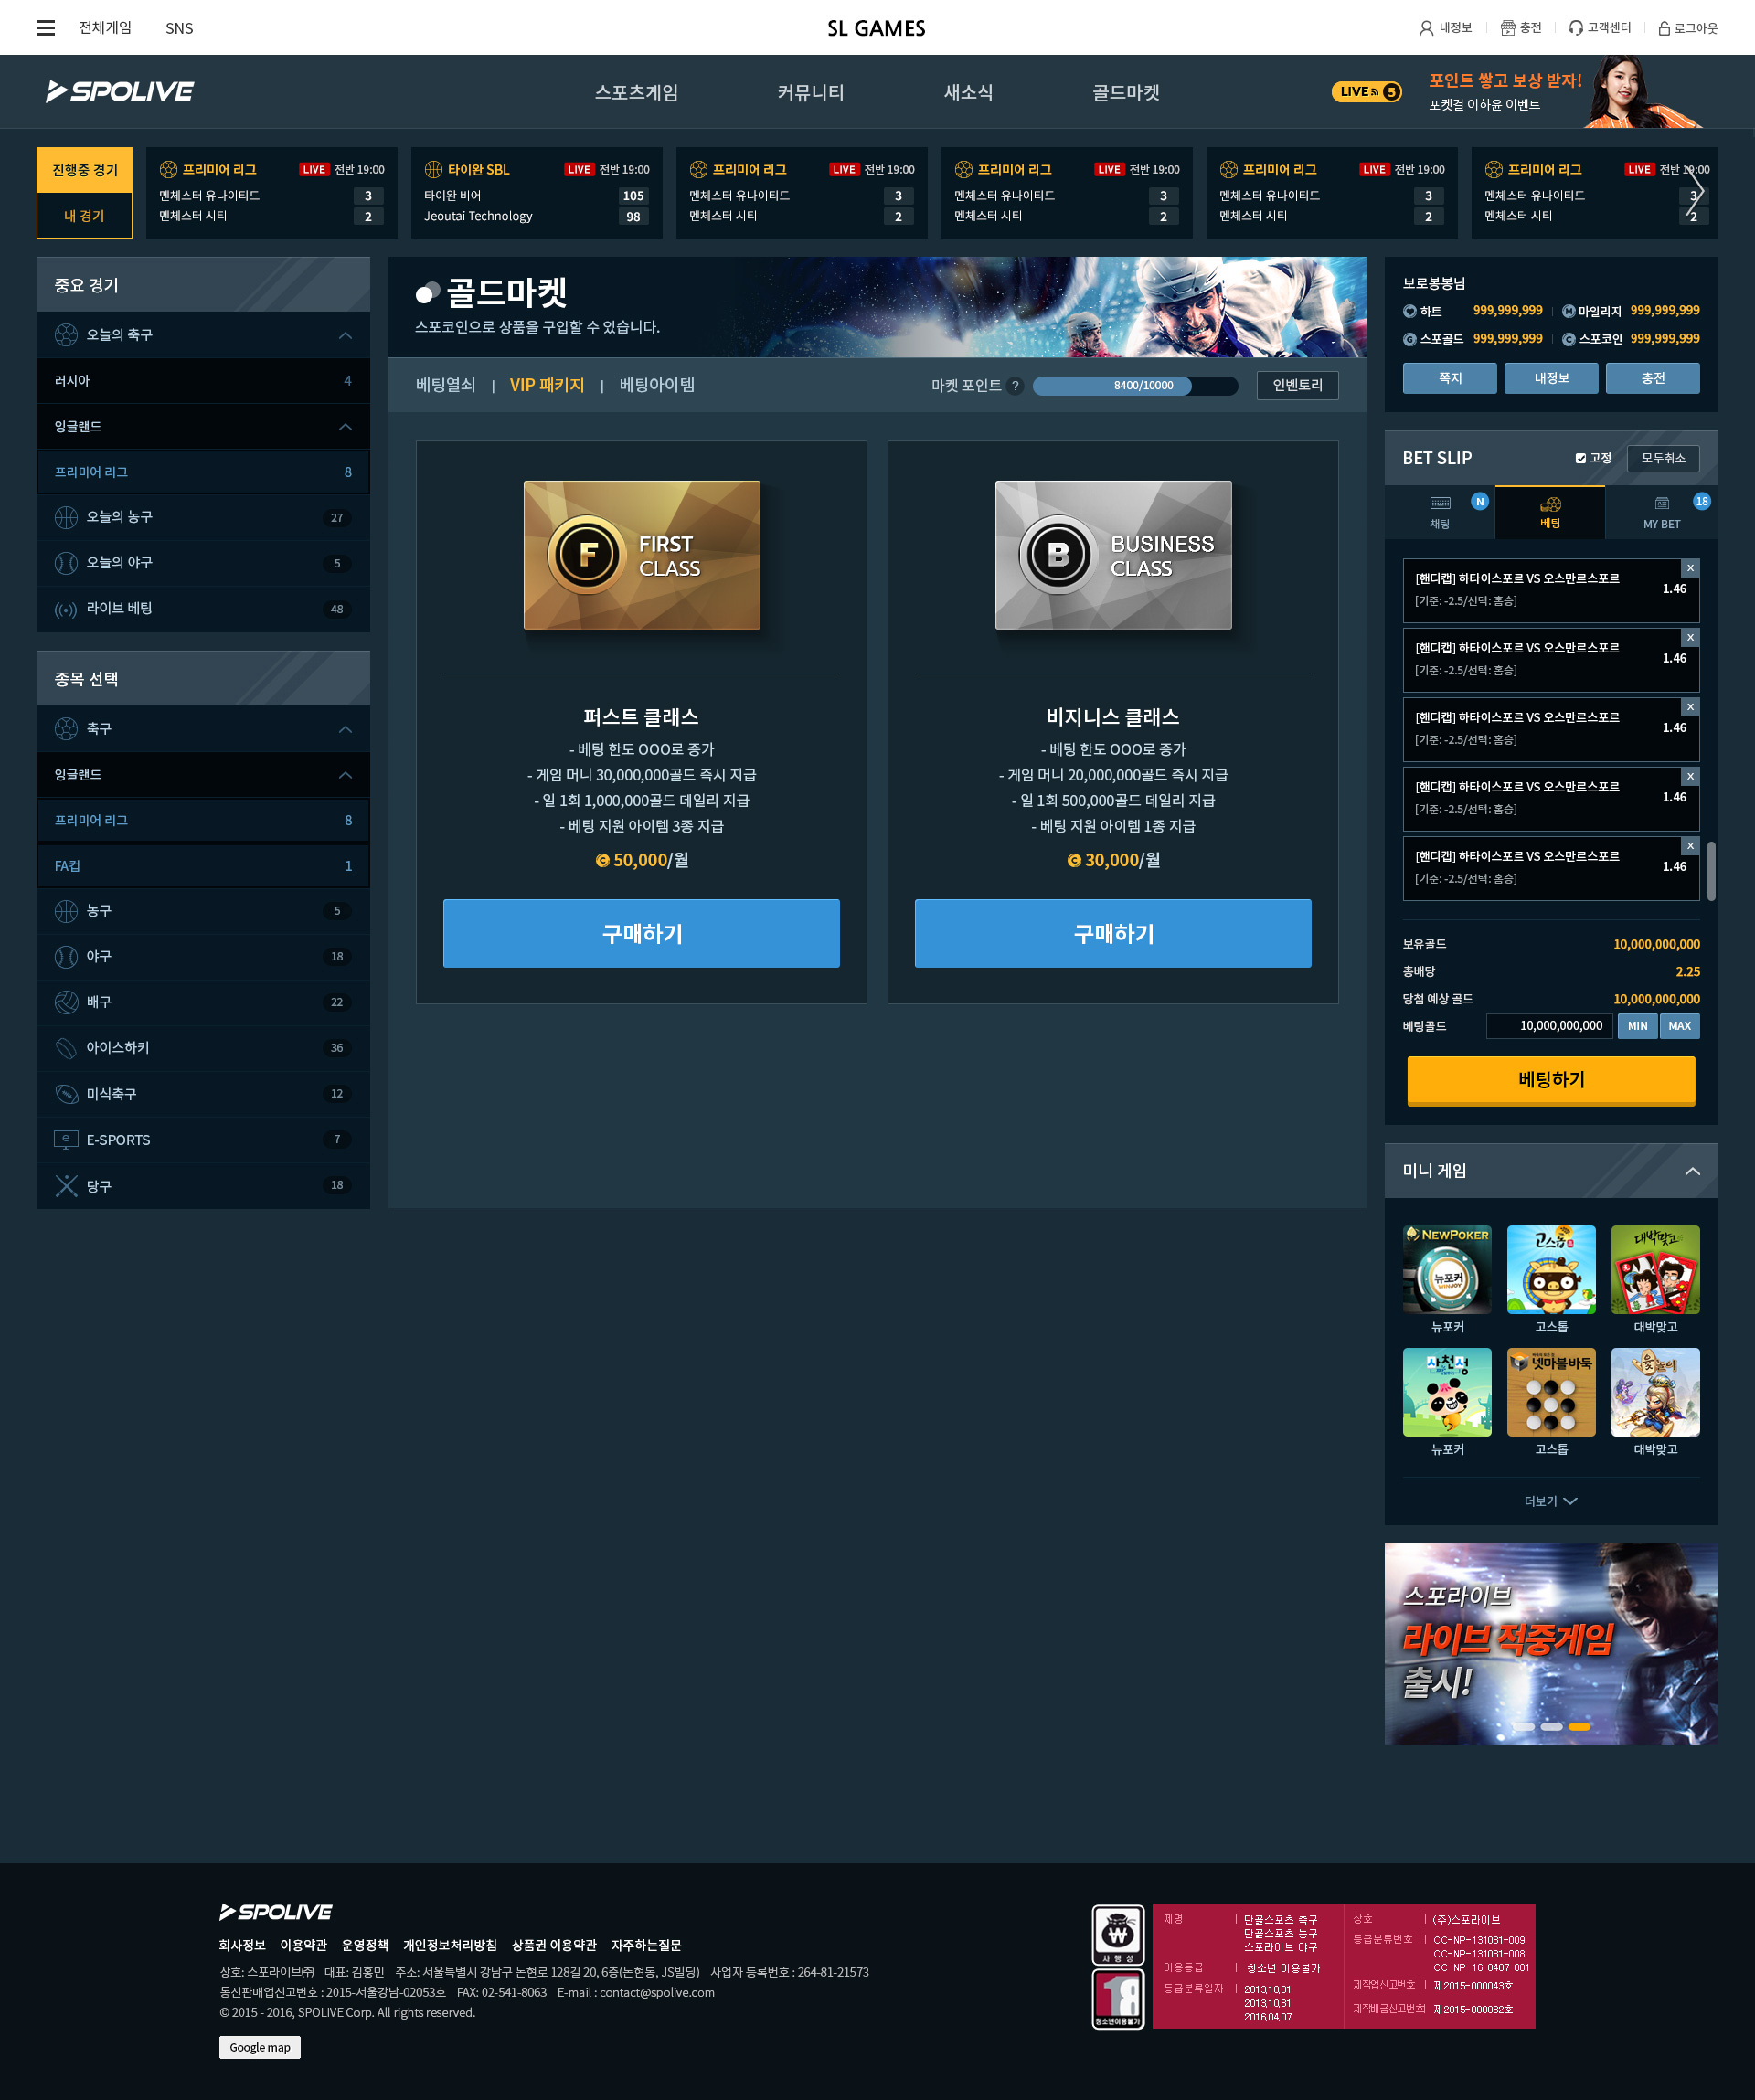 전체게임
SNS
SL GAMES
내정보
충전
고객센터
로그아웃
SPOLIVE
스포츠게임
커뮤니티
새소식
골드마켓
LIVE 5
포인트 쌓고 보상 받자!
포켓걸 이하윤 이벤트
진행중 경기
내 경기
프리미어 리그 LIVE 전반 19:00
멘체스터 유나이티드 3
멘체스터 시티 2
타이완 SBL LIVE 전반 19:00
타이완 비어 105
Jeoutai Technology 98
프리미어 리그 LIVE 전반 19:00
멘체스터 유나이티드 3
멘체스터 시티 2
프리미어 리그 LIVE 전반 19:00
멘체스터 유나이티드 3
멘체스터 시티 2
프리미어 리그 LIVE 전반 19:00
멘체스터 유나이티드 3
멘체스터 시티 2
프리미어 리그 LIVE 전반 19:00
멘체스터 유나이티드 3
멘체스터 시티 2
중요 경기
오늘의 축구
러시아 4
잉글랜드
프리미어 리그 8
오늘의 농구 27
오늘의 야구 5
라이브 베팅 48
종목 선택
축구
잉글랜드
프리미어 리그 8
FA컵 1
농구 5
야구 18
배구 22
아이스하키 36
미식축구 12
E-SPORTS 7
당구 18
골드마켓
스포코인으로 상품을 구입할 수 있습니다.
베팅열쇠 | VIP 패키지 | 베팅아이템
마켓 포인트 ? 8400/10000
인벤토리
F FIRST
CLASS
퍼스트 클래스
- 베팅 한도 OOO로 증가
- 게임 머니 30,000,000골드 즉시 지급
- 일 1회 1,000,000골드 데일리 지급
- 베팅 지원 아이템 3종 지급
C 50,000/월
구매하기
B BUSINESS
CLASS
비지니스 클래스
- 베팅 한도 OOO로 증가
- 게임 머니 20,000,000골드 즉시 지급
- 일 1회 500,000골드 데일리 지급
- 베팅 지원 아이템 1종 지급
C 30,000/월
구매하기
보로봉봉님
하트 999,999,999 M 마일리지 999,999,999
G 스포골드 999,999,999 C 스포코인 999,999,999
쪽지
내정보
충전
BET SLIP
고정
모두취소
채팅 N
베팅
MY BET 18
[핸디캡] 하타이스포르 VS 오스만르스포르 X
1.46
[기준: -2.5/선택: 홈승]
[핸디캡] 하타이스포르 VS 오스만르스포르 X
1.46
[기준: -2.5/선택: 홈승]
[핸디캡] 하타이스포르 VS 오스만르스포르 X
1.46
[기준: -2.5/선택: 홈승]
[핸디캡] 하타이스포르 VS 오스만르스포르 X
1.46
[기준: -2.5/선택: 홈승]
[핸디캡] 하타이스포르 VS 오스만르스포르 X
1.46
[기준: -2.5/선택: 홈승]
보유골드 10,000,000,000
총배당 2.25
당첨 예상 골드 10,000,000,000
베팅골드 10,000,000,000 MIN MAX
베팅하기
미니 게임
NEWPOKER
뉴포커
고스톱
대박맞고
뉴포커
고스톱
대박맞고
사천성
넷마블바둑
윷놀이
뉴포커
고스톱
대박맞고
더보기
스포라이브
라이브 적중게임
출시!
SPOLIVE
회사정보 이용약관 운영정책 개인정보처리방침 상품권 이용약관 자주하는질문
상호: 스포라이브㈜ 대표: 김홍민 주소: 서울특별시 강남구 논현로 128길 20, 6층(논현동, JS빌딩) 사업자 등록번호 : 264-81-21573
통신판매업신고번호 : 2015-서울강남-02053호 FAX: 02-541-8063 E-mail : contact@spolive.com
© 2015 - 2016, SPOLIVE Corp. All rights reserved.
Google map
사행성
18
청소년이용불가
제명 | 단골스포츠 축구
단골스포츠 농구
스포라이브 야구
이용등급 | 청소년 이용불가
등급분류일자 | 2013,10,31
2013,10,31
2016,04,07
상호 | (주)스포라이브
등급분류번호 | CC-NP-131031-009
CC-NP-131031-008
CC-NP-16-0407-001
제작업신고번호 | 제2015-000043호
제작배급신고번호 | 제2015-000032호